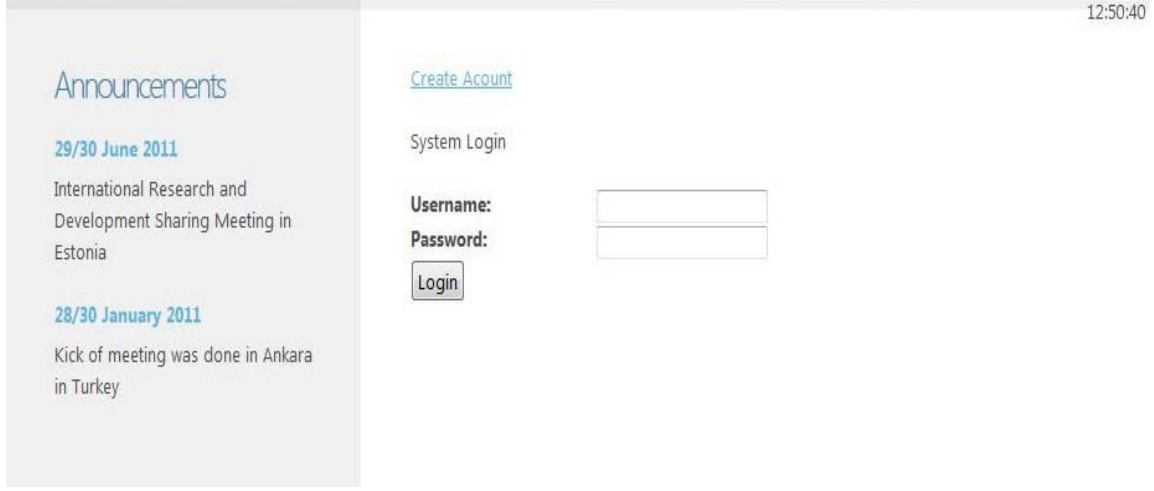 12:50:40
Announcements
29/30 June 2011
International Research and
Development Sharing Meeting in
Estonia
28/30 January 2011
Kick of meeting was done in Ankara
in Turkey
Create Acount
System Login
Username:
Password:
Login